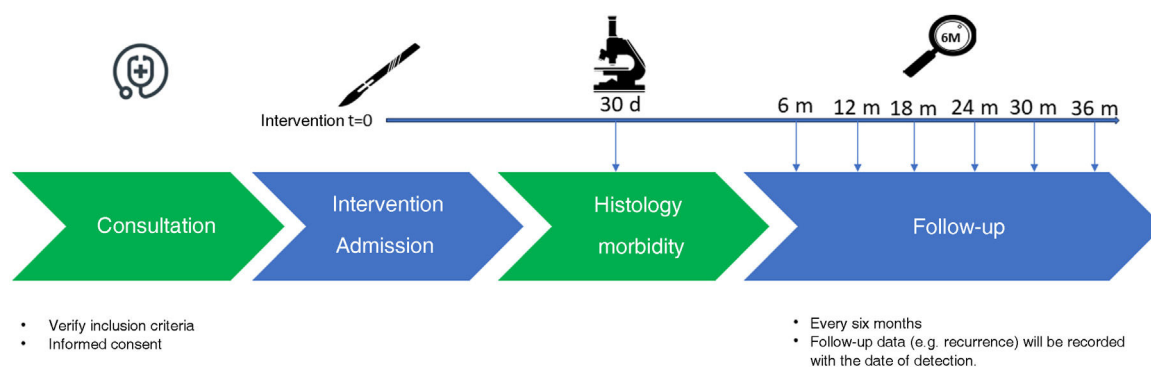 6M
30 d
6 m 12 m 18 m 24 m 30 m 36 m
Intervention t=0
Consultation
Intervention
Admission
Histology
morbidity
Follow-up
• Verify inclusion criteria
• Informed consent
• Every six months
• Follow-up data (e.g. recurrence) will be recorded
with the date of detection.